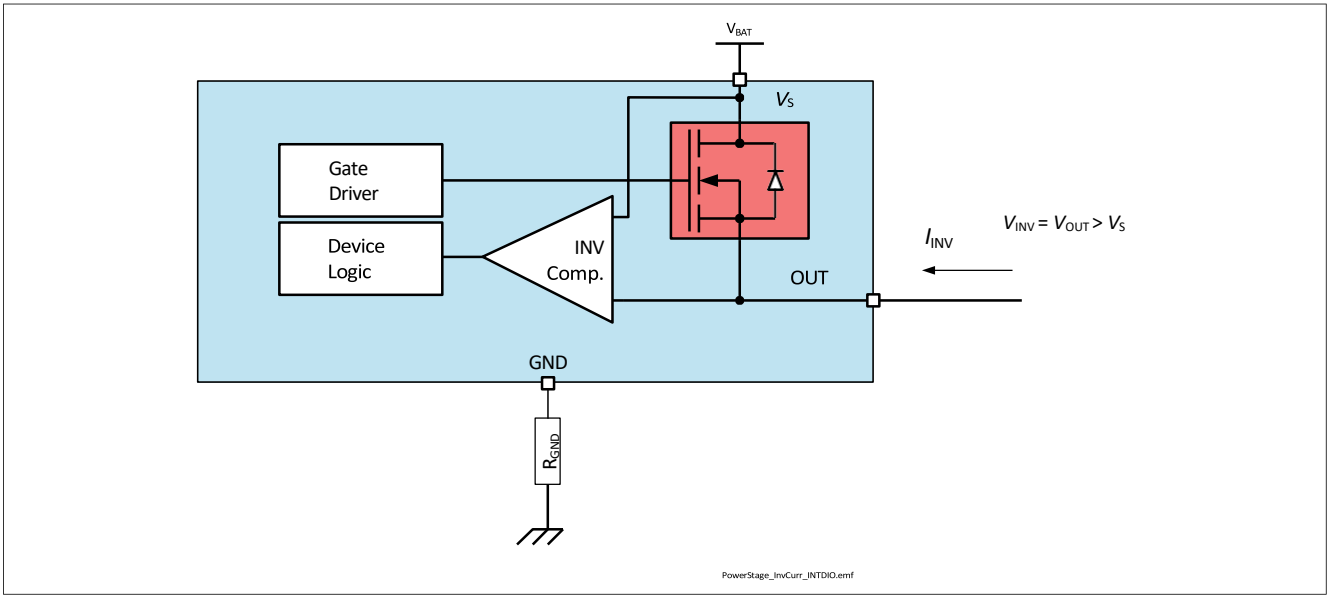 VBAT
VS
Gate
Driver
Device
Logic
INV
Comp.
OUT
IINV
VINV = VOUT > VS
GND
RGND
PowerStage_InvCurr_INTDIO.emf